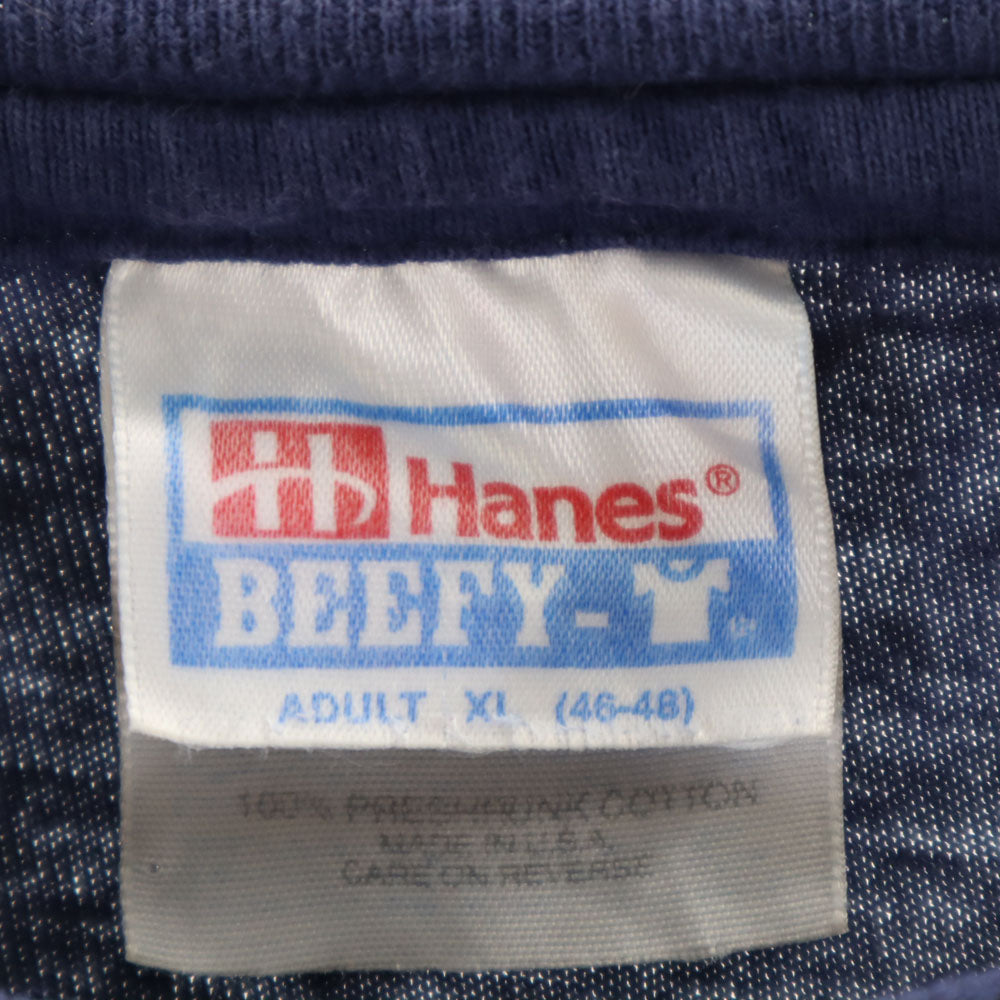 Hanes®
BEEFY-T
ADULT XL (46-48)
100% PRESHRUNK COTTON
MADE IN U.S.A.
CARE ON REVERSE